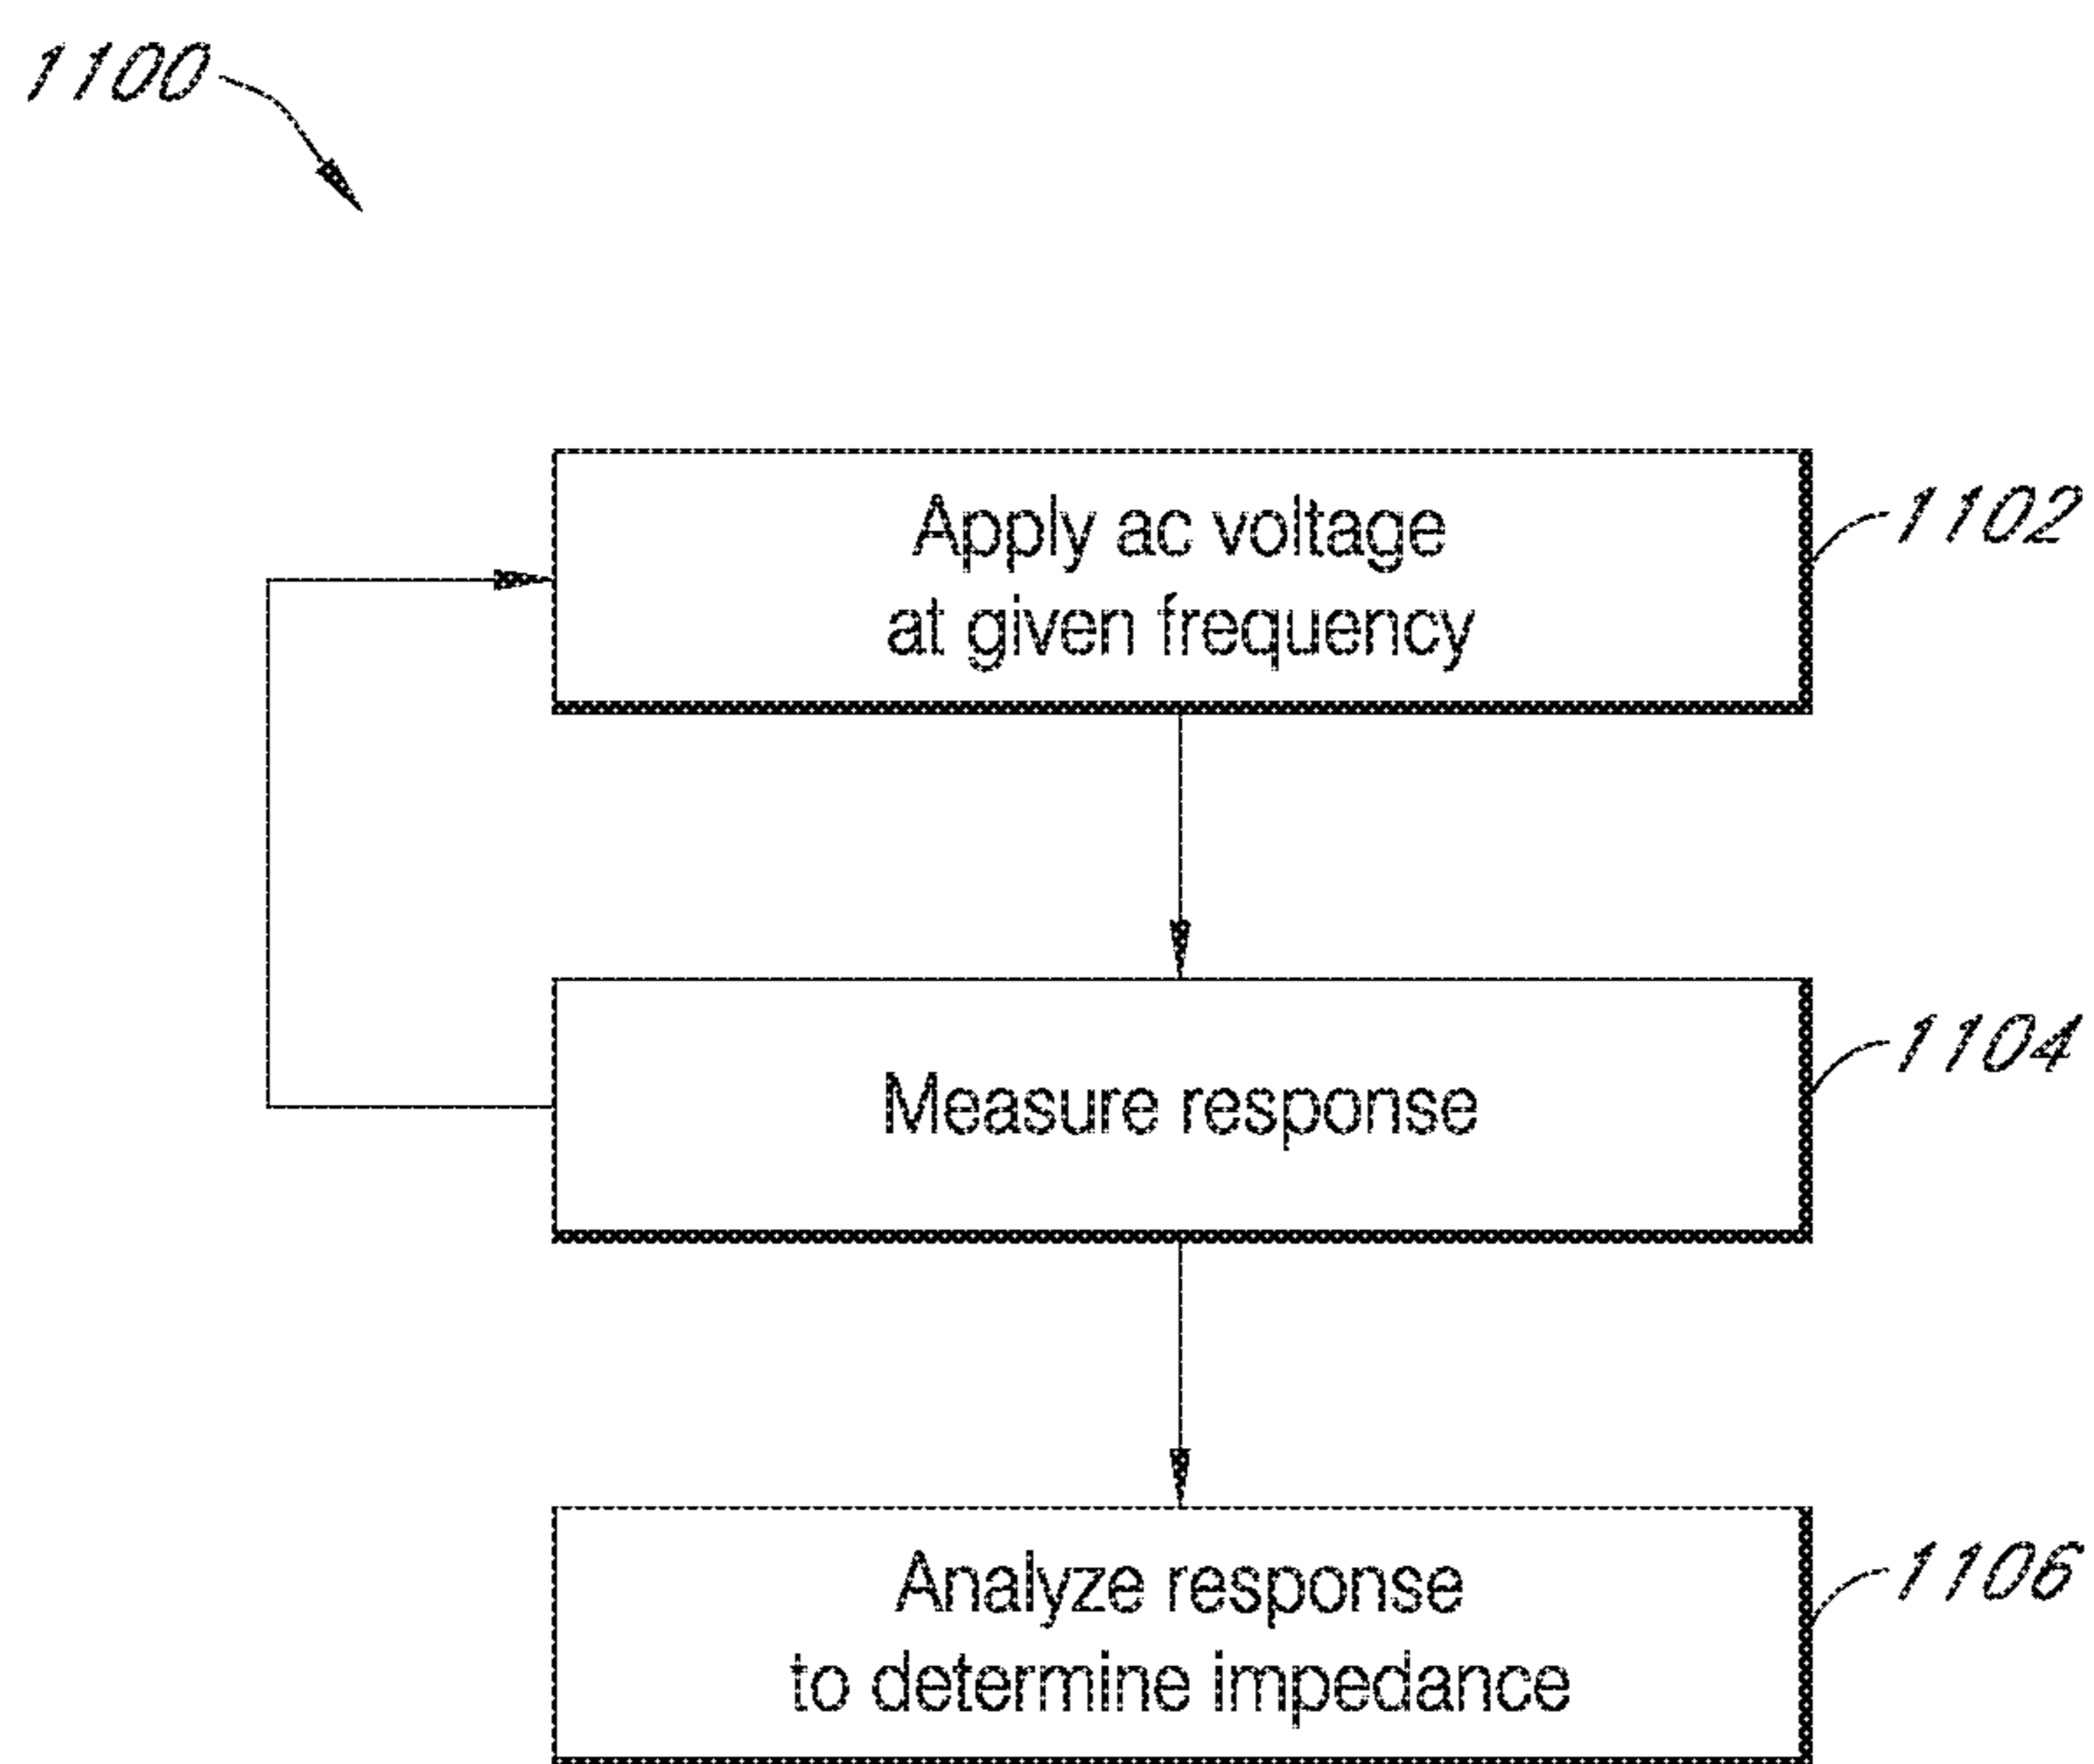 1100
Apply ac voltage
at given frequency
1102
Measure response
1104
Analyze response
to determine impedance
1106